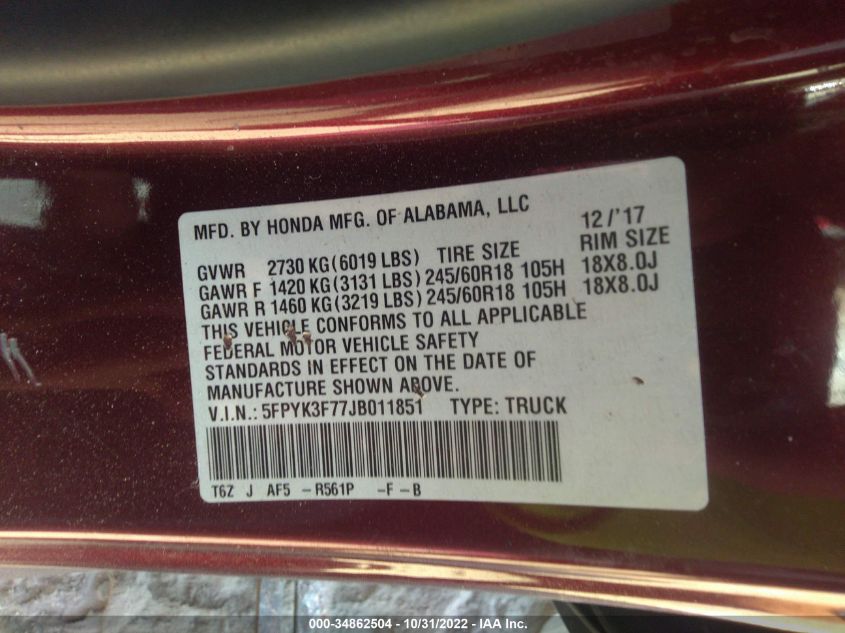 MFD. BY HONDA MFG. OF ALABAMA, LLC 12/'17
GVWR 2730 KG (6019 LBS) TIRE SIZE RIM SIZE
GAWR F 1420 KG (3131 LBS) 245/60R18 105H 18X8.0J
GAWR R 1460 KG (3219 LBS) 245/60R18 105H 18X8.0J
THIS VEHICLE CONFORMS TO ALL APPLICABLE
FEDERAL MOTOR VEHICLE SAFETY
STANDARDS IN EFFECT ON THE DATE OF
MANUFACTURE SHOWN ABOVE.
V.I.N.: 5FPYK3F77JB011851 TYPE: TRUCK
T6Z J AF5 -R561P -F-B
000-34862504 - 10/31/2022 - IAA Inc.